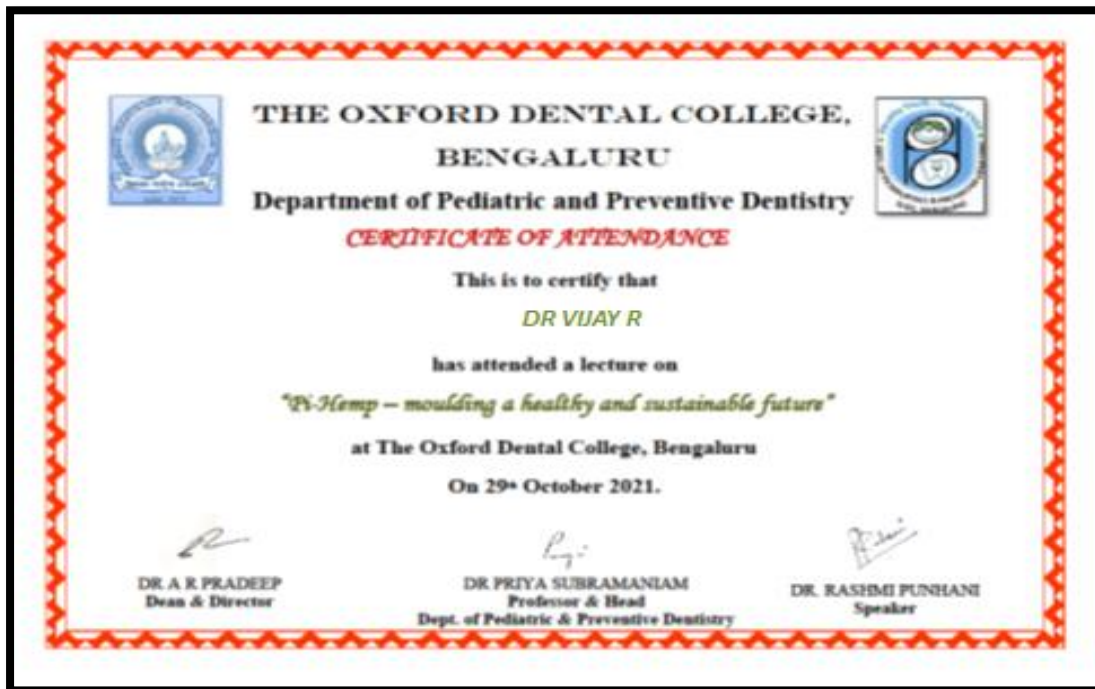 THE OXFORD DENTAL COLLEGE,
BENGALURU
Department of Pediatric and Preventive Dentistry
CERTIFICATE OF ATTENDANCE
This is to certify that
DR VIJAY R
has attended a lecture on
"Pi-Hemp – moulding a healthy and sustainable future"
at The Oxford Dental College, Bengaluru
On 29th October 2021.
DR A R PRADEEP
Dean & Director
DR PRIYA SUBRAMANIAM
Professor & Head
Dept. of Pediatric & Preventive Dentistry
DR. RASHMI PUNHANI
Speaker